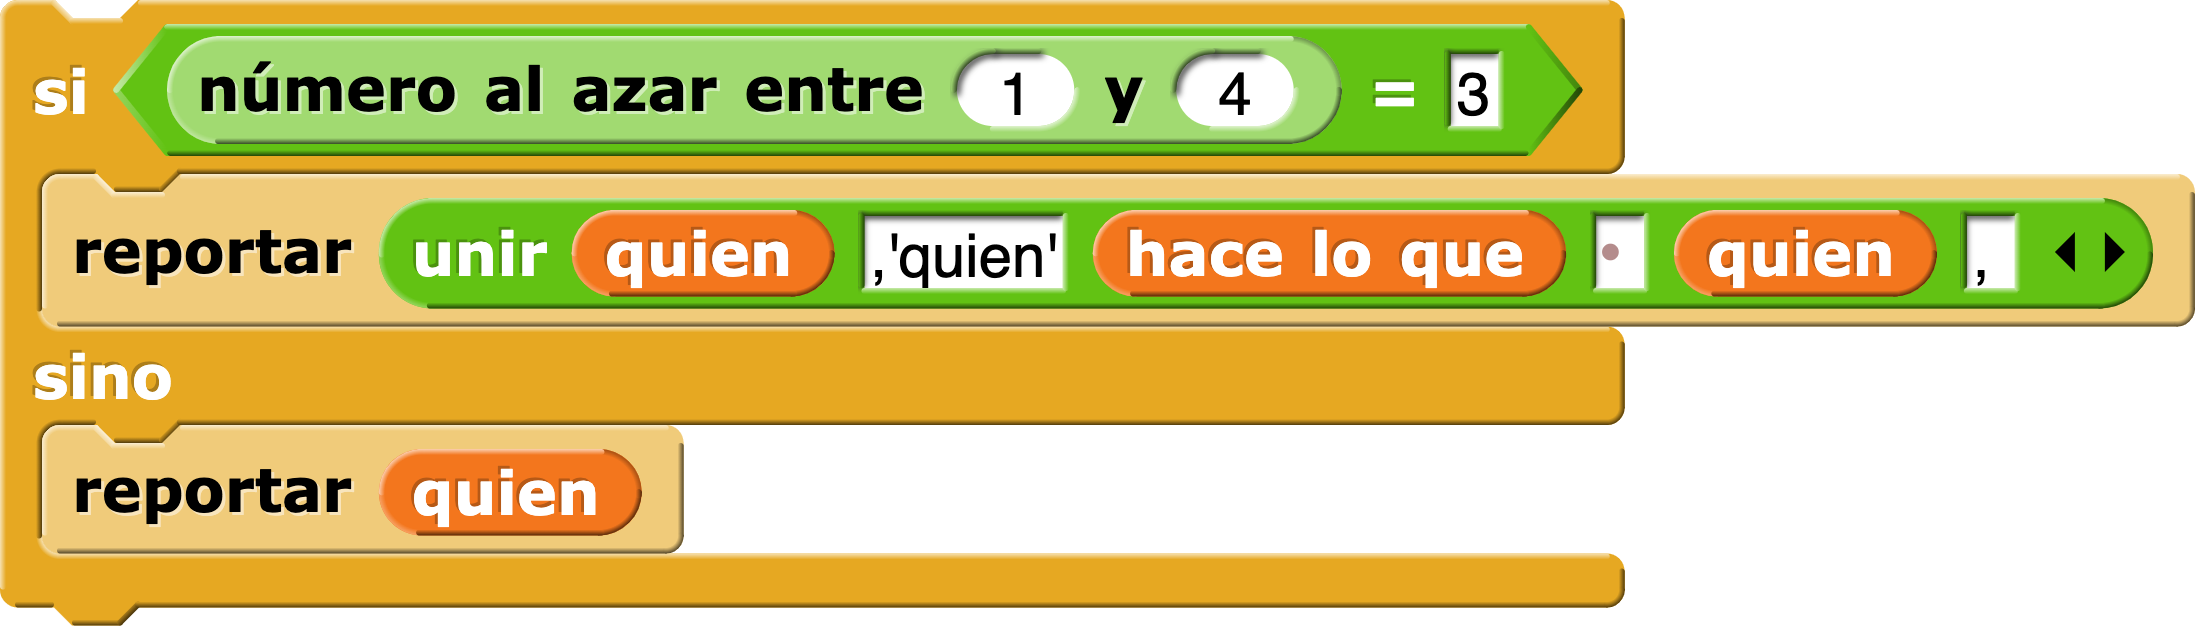 si número al azar entre 1 y 4 = 3
reportar unir quien ,'quien' hace lo que quien ,
sino
reportar quien